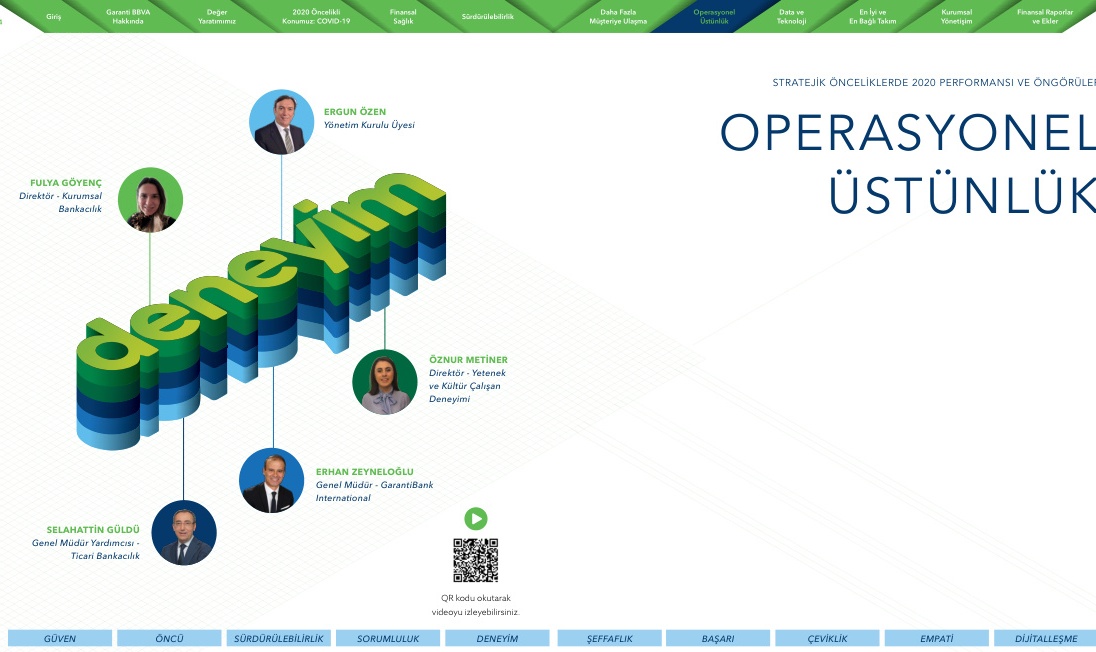 Giriş
Garanti BBVA
Hakkında
Değer
Yaratımımız
2020 Öncelikli
Konumuz: COVID-19
Finansal
Sağlık
Sürdürülebilirlik
Daha Fazla
Müşteriye Ulaşma
Operasyonel
Üstünlük
Data ve
Teknoloji
En İyi ve
En Bağlı Takım
Kurumsal
Yönetişim
Finansal Raporlar
ve Ekler
STRATEJİK ÖNCELİKLERDE 2020 PERFORMANSI VE ÖNGÖRÜLER
OPERASYONEL
ÜSTÜNLÜK
ERGUN ÖZEN
Yönetim Kurulu Üyesi
FULYA GÖYENÇ
Direktör - Kurumsal
Bankacılık
deneyim
ÖZNUR METİNER
Direktör - Yetenek
ve Kültür Çalışan
Deneyimi
ERHAN ZEYNELOĞLU
Genel Müdür - GarantiBank
International
SELAHATTİN GÜLDÜ
Genel Müdür Yardımcısı -
Ticari Bankacılık
QR kodu okutarak
videoyu izleyebilirsiniz.
GÜVEN
ÖNCÜ
SÜRDÜRÜLEBİLİRLİK
SORUMLULUK
DENEYİM
ŞEFFAFLIK
BAŞARI
ÇEVİKLİK
EMPATİ
DİJİTALLEŞME